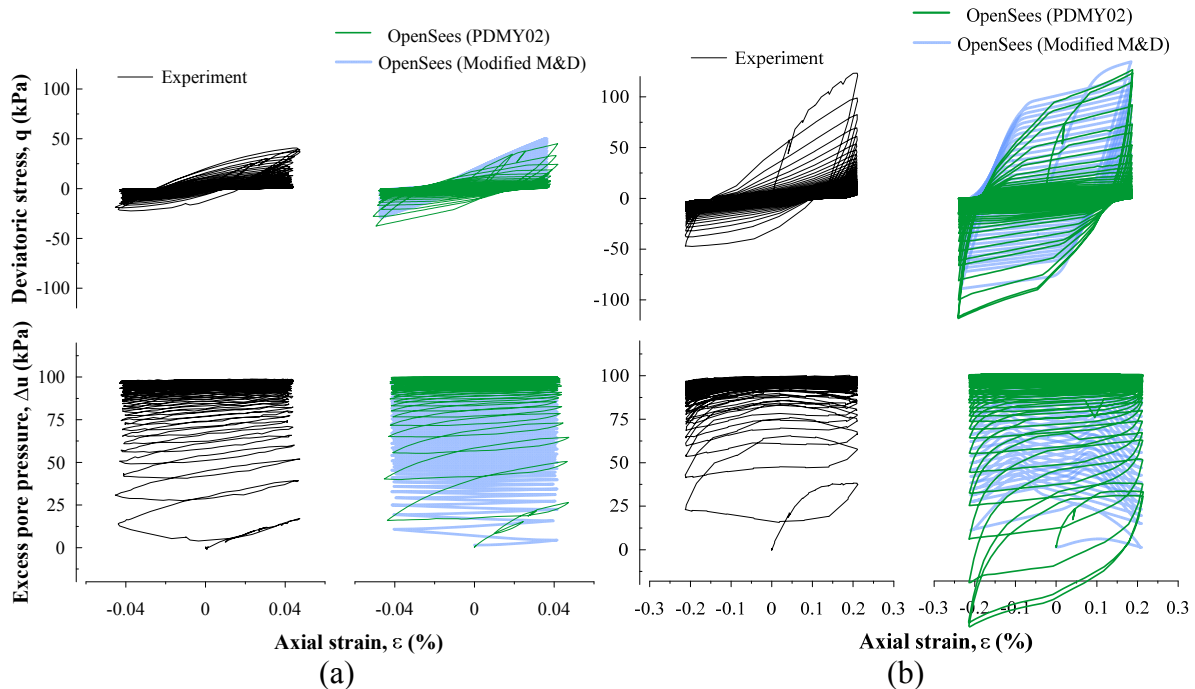 OpenSees (PDMY02)
OpenSees (Modified M&D)
Experiment
100
50
0
-50
-100
Deviatoric stress, q (kPa)
OpenSees (PDMY02)
OpenSees (Modified M&D)
Experiment
100
50
0
-50
-100
100
75
50
25
0
Excess pore pressure, Δu (kPa)
-0.04 0 0.04 -0.04 0 0.04
Axial strain, ε (%)
(a)
100
75
50
25
0
-0.3 -0.2 -0.1 0 0.1 0.2 0.3 -0.3 -0.2 -0.1 0 0.1 0.2 0.3
Axial strain, ε (%)
(b)